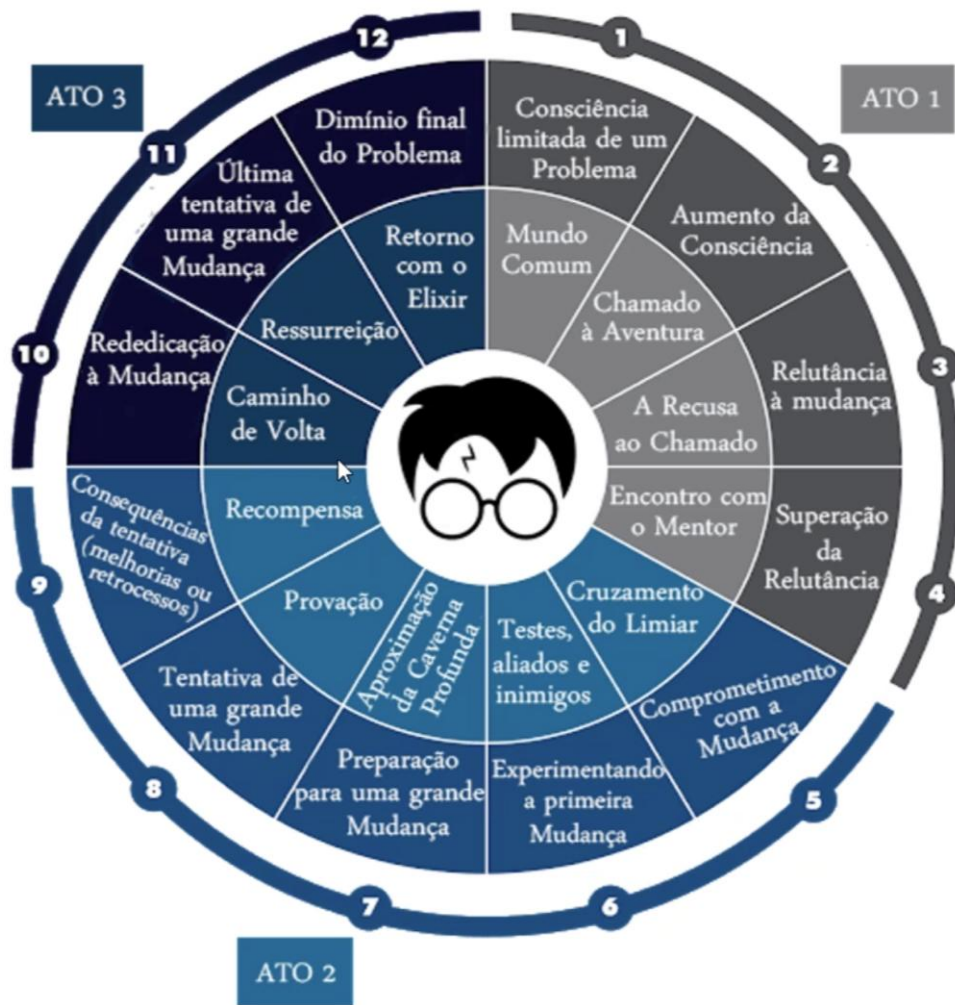 ATO 1
1
Consciência
limitada de um
Problema
Mundo
Comum
2
Aumento da
Consciência
Chamado
à Aventura
3
Relutância
à mudança
A Recusa
ao Chamado
4
Superação
da
Relutância
Encontro com
o Mentor
ATO 2
5
Comprometimento
com a
Mudança
Cruzamento
do Limiar
6
Experimentando
a primeira
Mudança
Testes,
aliados e
inimigos
7
Preparação
para uma grande
Mudança
Aproximação
da Caverna
Profunda
8
Tentativa de
uma grande
Mudança
Provação
9
Consequências
da tentativa
(melhorias ou
retrocessos)
Recompensa
ATO 3
10
Rededicação
à Mudança
Caminho
de Volta
11
Última
tentativa de
uma grande
Mudança
Ressurreição
12
Dimínio final
do Problema
Retorno
com o
Elixir